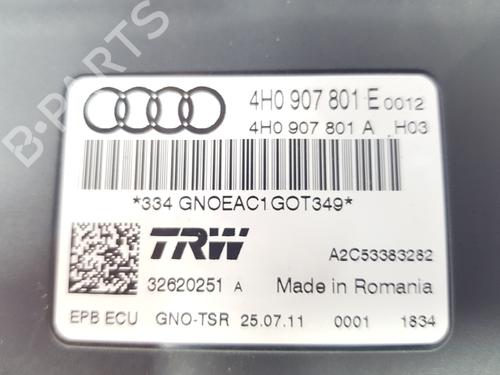 4H0 907 801 E 0012
4H0 907 801 A H03
*334 GNOEAC1GOT349*
TRW
A2C53383282
32620251 A Made in Romania
EPB ECU GNO-TSR 25.07.11 0001 1834
B-PARTS